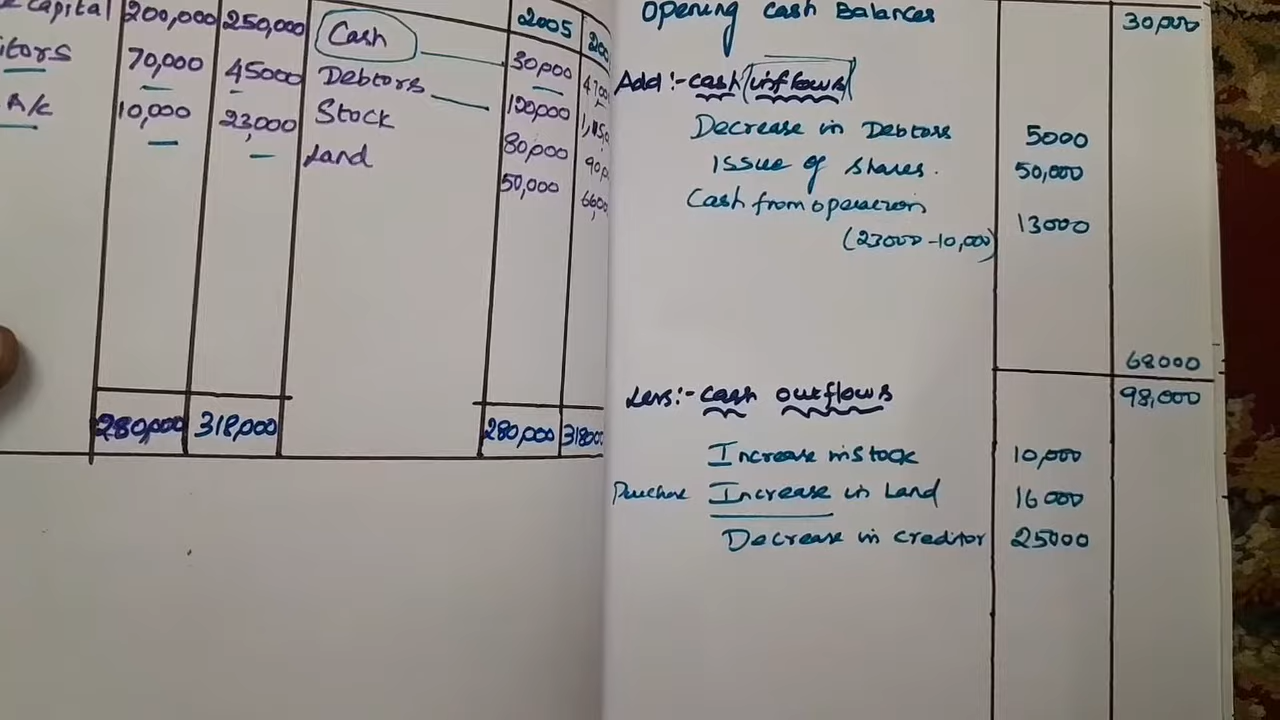 capital 200,000 250,000 Cash 2005
itors 70,000 45000 Debtors 30,000
A/c 10,000 23,000 Stock 120,000
Land 80,000
50,000
280,000 318,000 280,000 31800
Opening Cash Balances 30,000
Add :- cash inflows
Decrease in Debtors 5000
Issue of shares. 50,000
Cash from operation 13000
(23000-10,000)
68000
Less:- cash outflows 98,000
Increase in Stock 10,000
Purchase Increase in Land 16000
Decrease in creditor 25000